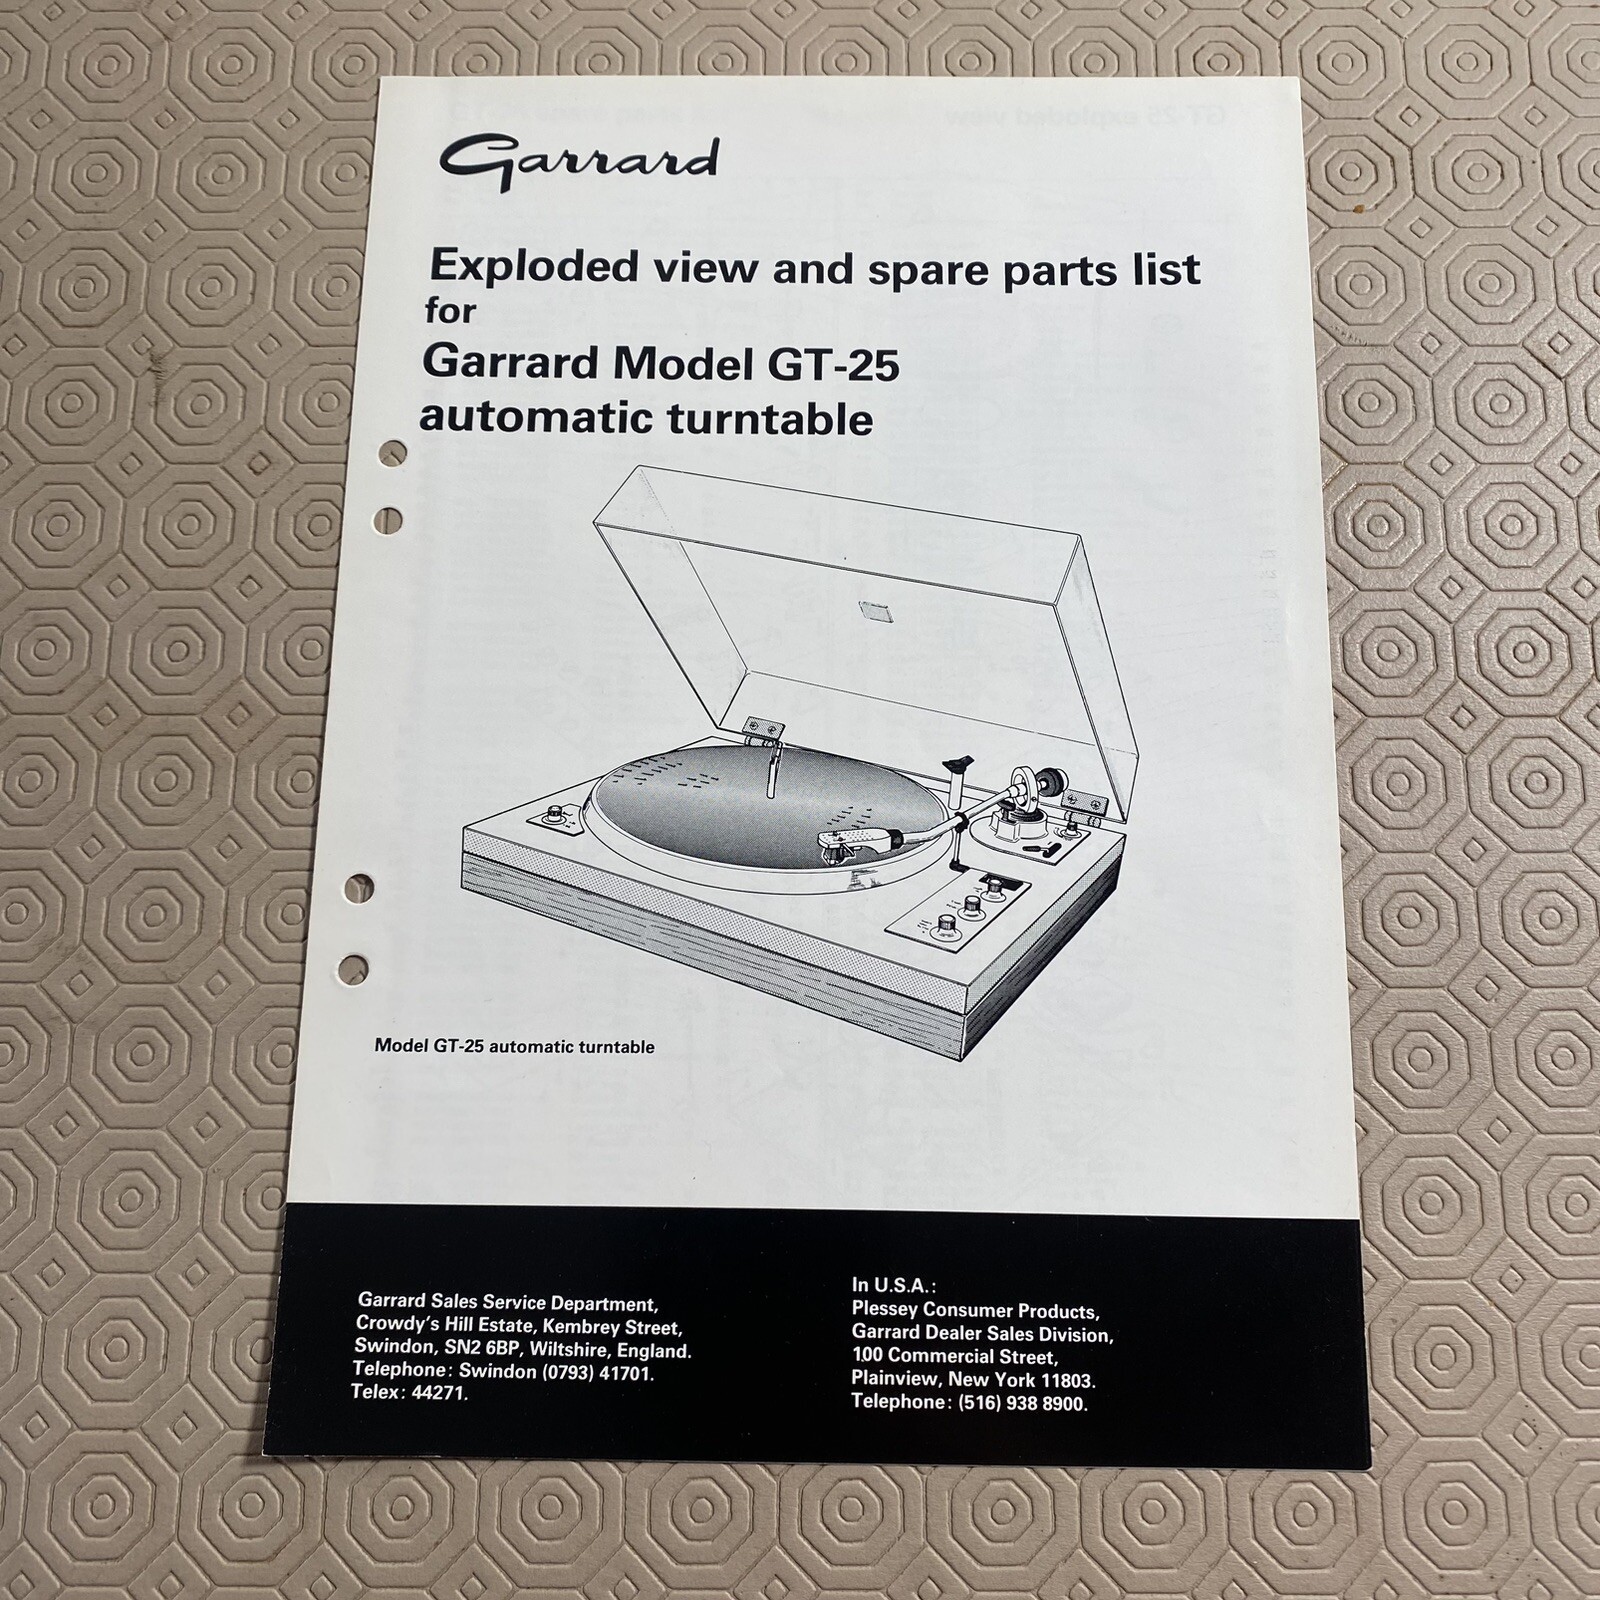 Garrard
Exploded view and spare parts list
for
Garrard Model GT-25
automatic turntable
Model GT-25 automatic turntable
Garrard Sales Service Department,
Crowdy's Hill Estate, Kembrey Street,
Swindon, SN2 6BP, Wiltshire, England.
Telephone: Swindon (0793) 41701.
Telex: 44271.
In U.S.A.:
Plessey Consumer Products,
Garrard Dealer Sales Division,
100 Commercial Street,
Plainview, New York 11803.
Telephone: (516) 938 8900.